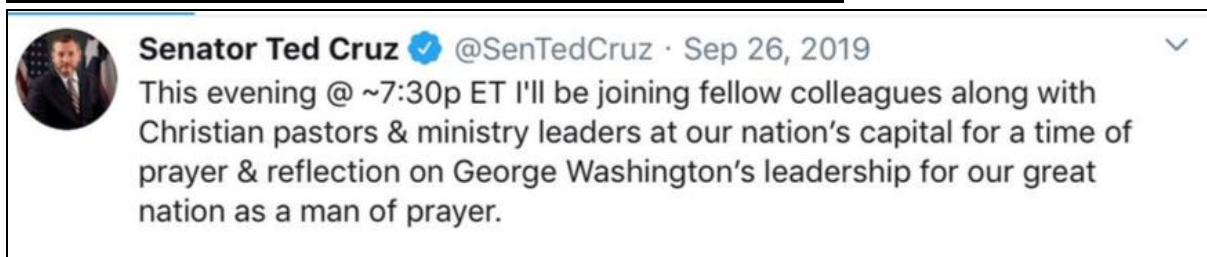 Senator Ted Cruz @SenTedCruz · Sep 26, 2019
This evening @ ~7:30p ET I'll be joining fellow colleagues along with
Christian pastors & ministry leaders at our nation’s capital for a time of
prayer & reflection on George Washington’s leadership for our great
nation as a man of prayer.